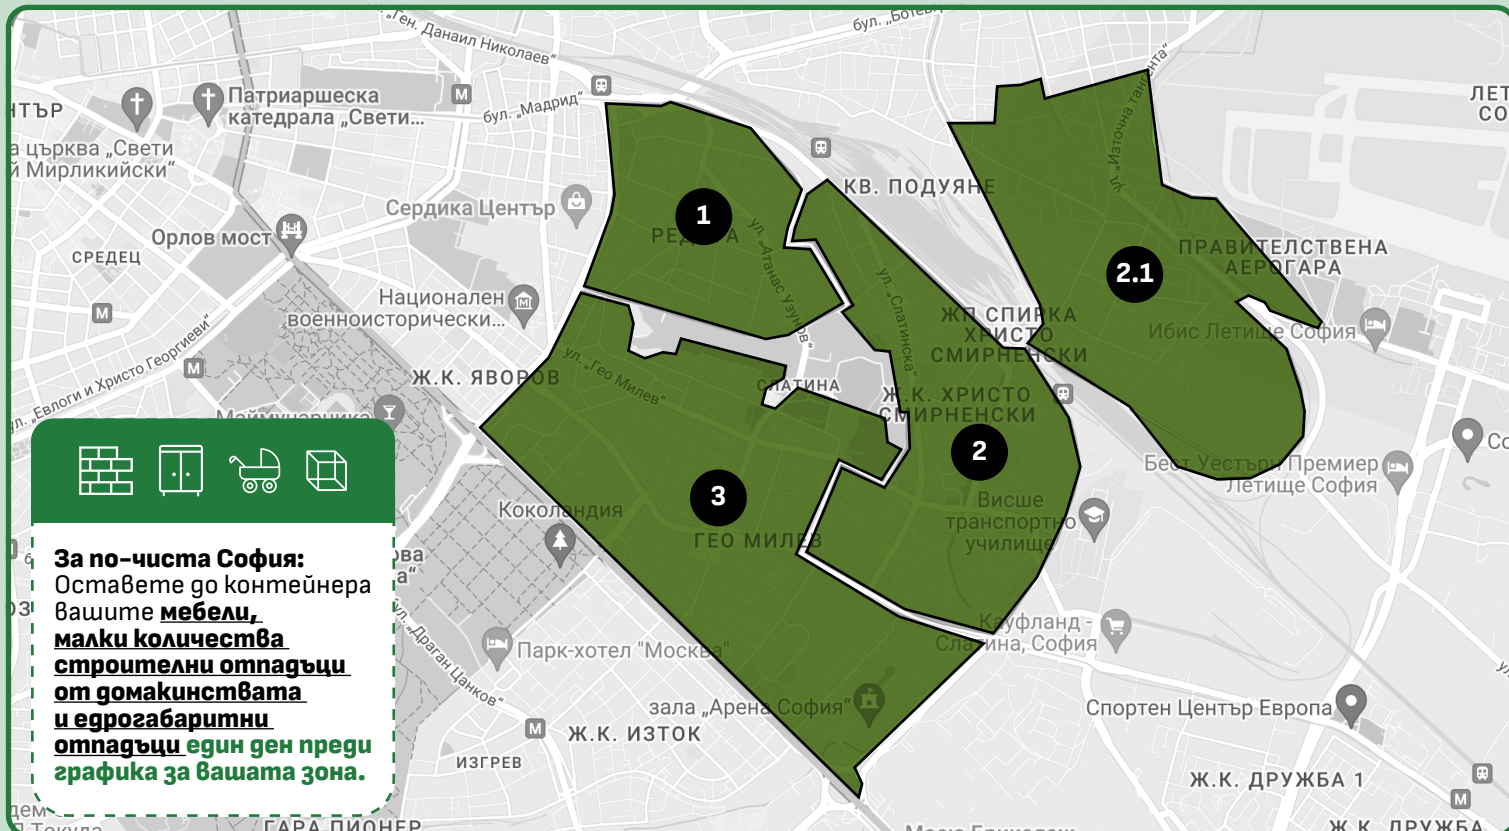 ул. „Ген. Данаил Николаев“
бул. „Ботев
НТЪР
Патриаршеска
катедрала „Свети...
M
бул. „Мадрид“
ул. „Източна тангента“
ЛЕТ
СО
а църква „Свети
й Мирликийски“
КВ. ПОДУЯНЕ
Сердика Център
1
ул. „Атанас Узунов“
Орлов мост
СРЕДЕЦ
2.1
ПРАВИТЕЛСТВЕНА
АЕРОГАРА
Национален
военноисторически...
M
ул. „Слатинска“
ЖП СПИРКА
ХРИСТО
СМИРНЕНСКИ
Ибис Летище София
ул. „Евлоги и Христо Георгиеви“
M
Ж.К. ЯВОРОВ
ул. „Гео Милев“
СЛАТИНА
Ж.К. ХРИСТО
СМИРНЕНСКИ
Маймунарника
2
Со
Бест Уестърн Премиер
Летище София
3
Коколандия
Висше
транспортно
училище
ГЕО МИЛЕВ
За по-чиста София:
Оставете до контейнера
вашите мебели,
малки количества
строителни отпадъци
от домакинствата
и едрогабаритни
отпадъци един ден преди
графика за вашата зона.
ова
а“
ул. „Драган Цанков“
Парк-хотел "Москва"
Кауфланд -
Слатина, София
зала „Арена София“
Спортен Център Европа
M
Ж.К. ИЗТОК
ИЗГРЕВ
Ж.К. ДРУЖБА 1
M
ГАРА ПИОНЕР
Ж.К. ДРУЖБА